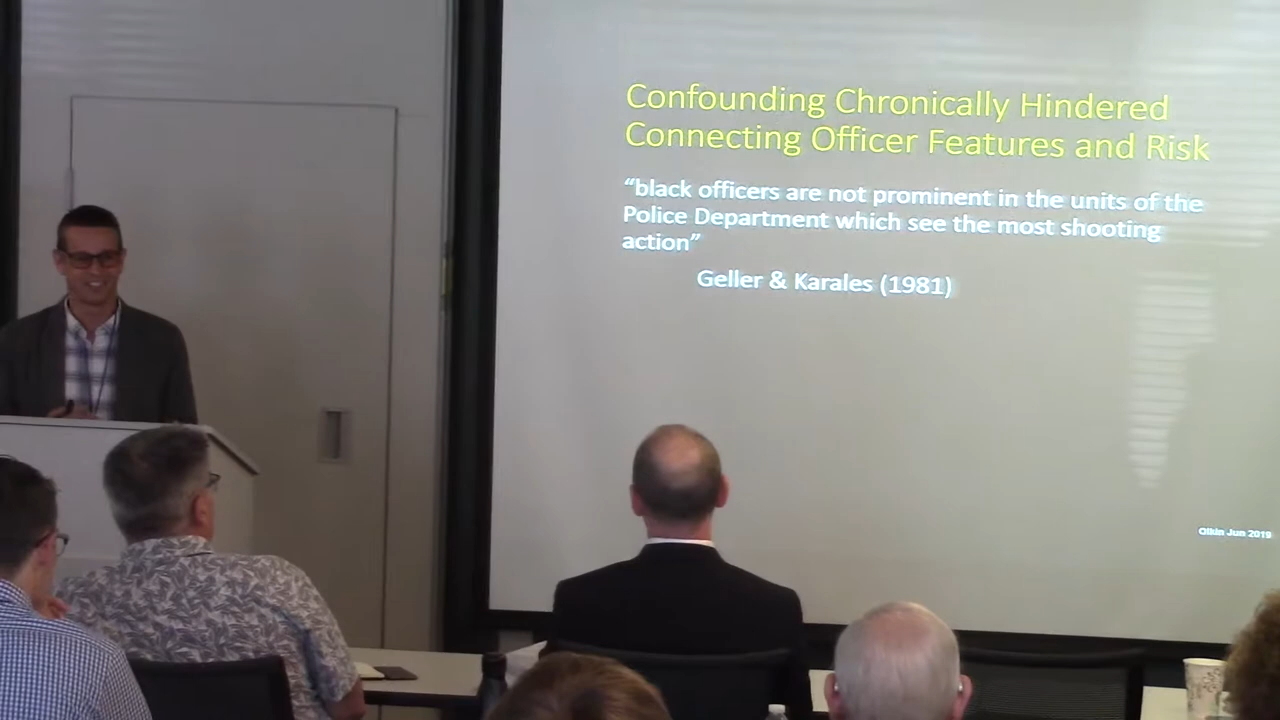 Confounding Chronically Hindered
Connecting Officer Features and Risk
“black officers are not prominent in the units of the
Police Department which see the most shooting
action”
Geller & Karales (1981)
Olkin Jun 2019